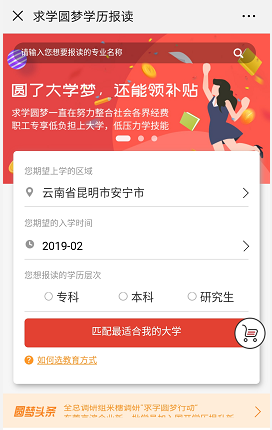 求学圆梦学历报读
请输入您想要报读的专业名称
圆了大学梦，还能领补贴
求学圆梦一直在努力整合社会各界经费
职工专享低负担上大学，低压力学技能
您期望上学的区域
云南省昆明市安宁市
您期望的入学时间
2019-02
您想报读的学历层次
专科 本科 研究生
匹配最适合我的大学
如何选教育方式
圆梦头条 全总调研组来穗调研"求学圆梦行动"